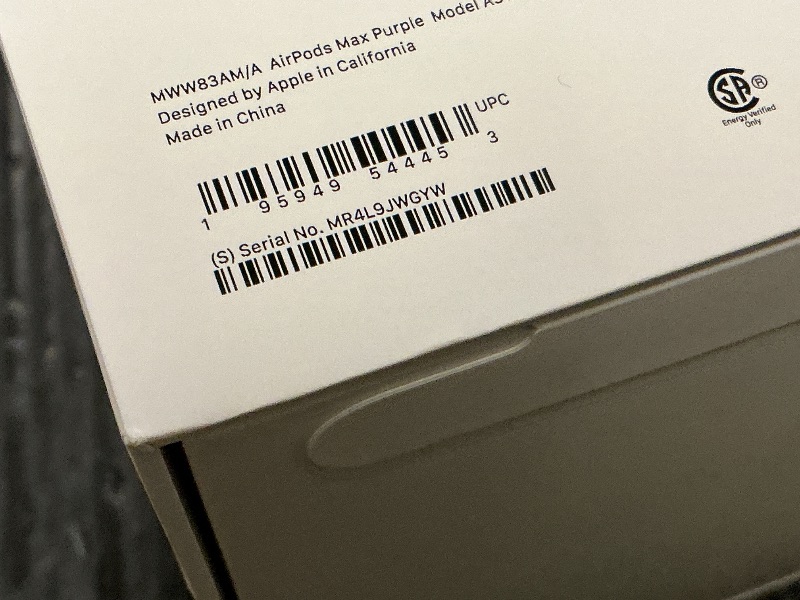 MWW83AM/A AirPods Max Purple Model
Designed by Apple in California
Made in China
UPC
1 95949 54445 3
(S) Serial No. MR4L9JWGYW
SA ®
Energy Verified
Only